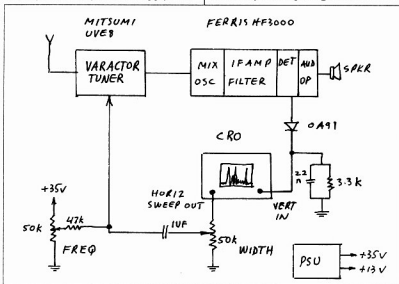 MITSUMI
UVE8
FERRIS HF3000
VARACTOR
TUNER
MIX
OSC
IF AMP
FILTER
DET
AUD
OP
SPKR
OA91
CRO
22
n
3.3k
HORIZ
SWEEP OUT
VERT
IN
+35V
50k
47k
FREQ
1UF
50k
WIDTH
PSU
+35V
+13V